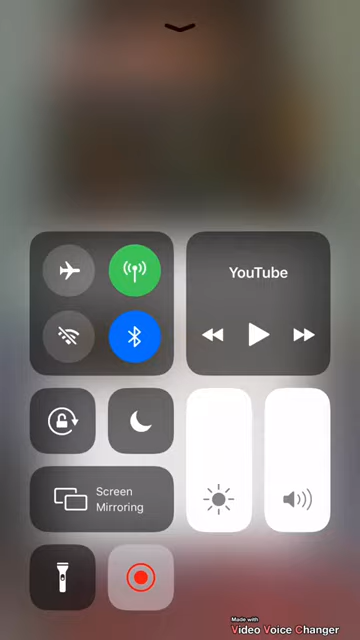 YouTube
Screen
Mirroring
Made with
Video Voice Changer